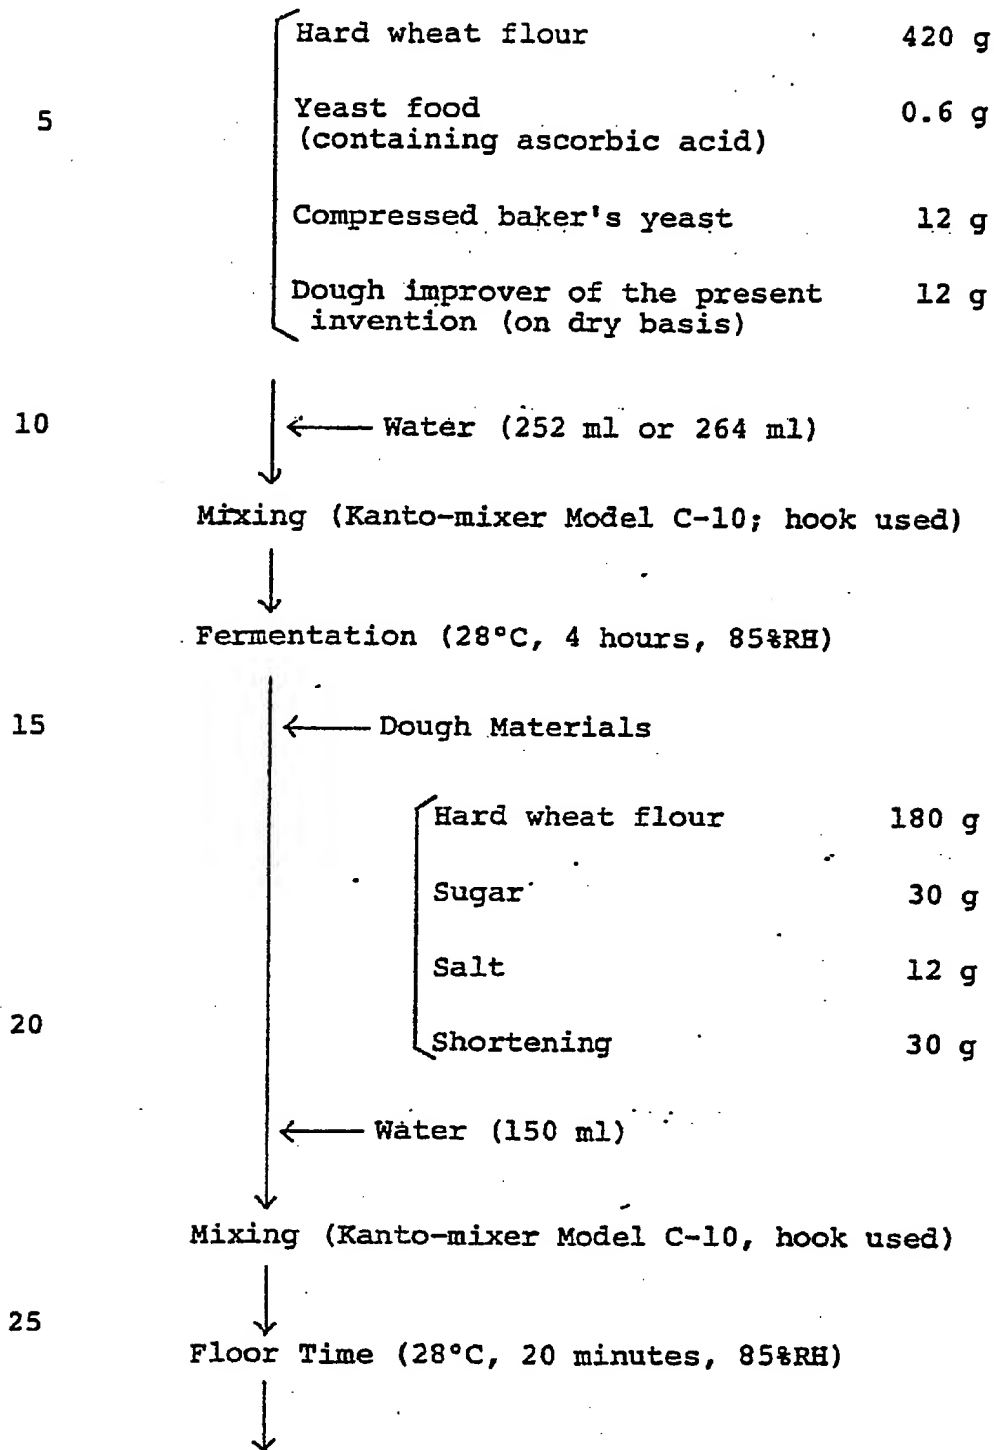 Hard wheat flour 420 g
5 Yeast food 0.6 g
(containing ascorbic acid)
Compressed baker's yeast 12 g
Dough improver of the present 12 g
invention (on dry basis)
10 Water (252 ml or 264 ml)
Mixing (Kanto-mixer Model C-10; hook used)
Fermentation (28°C, 4 hours, 85%RH)
15 Dough Materials
Hard wheat flour 180 g
Sugar 30 g
Salt 12 g
20
Shortening 30 g
Water (150 ml)
Mixing (Kanto-mixer Model C-10, hook used)
25
Floor Time (28°C, 20 minutes, 85%RH)